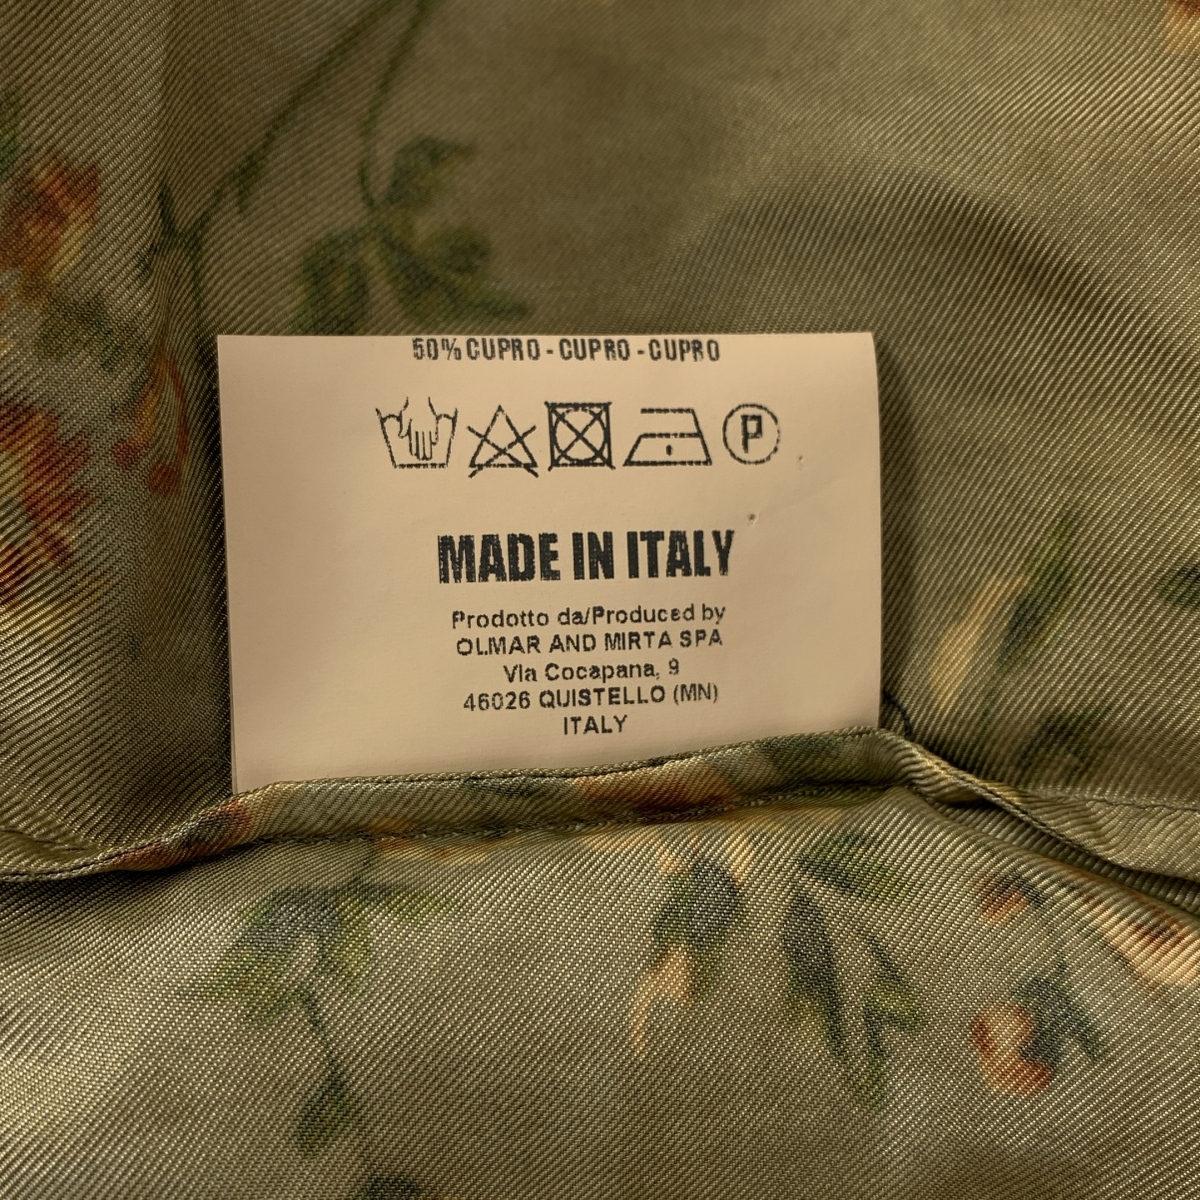 50% CUPRO - CUPRO - CUPRO
P
MADE IN ITALY
Prodotto da/Produced by
OLMAR AND MIRTA SPA
Via Cocapana, 9
46026 QUISTELLO (MN)
ITALY